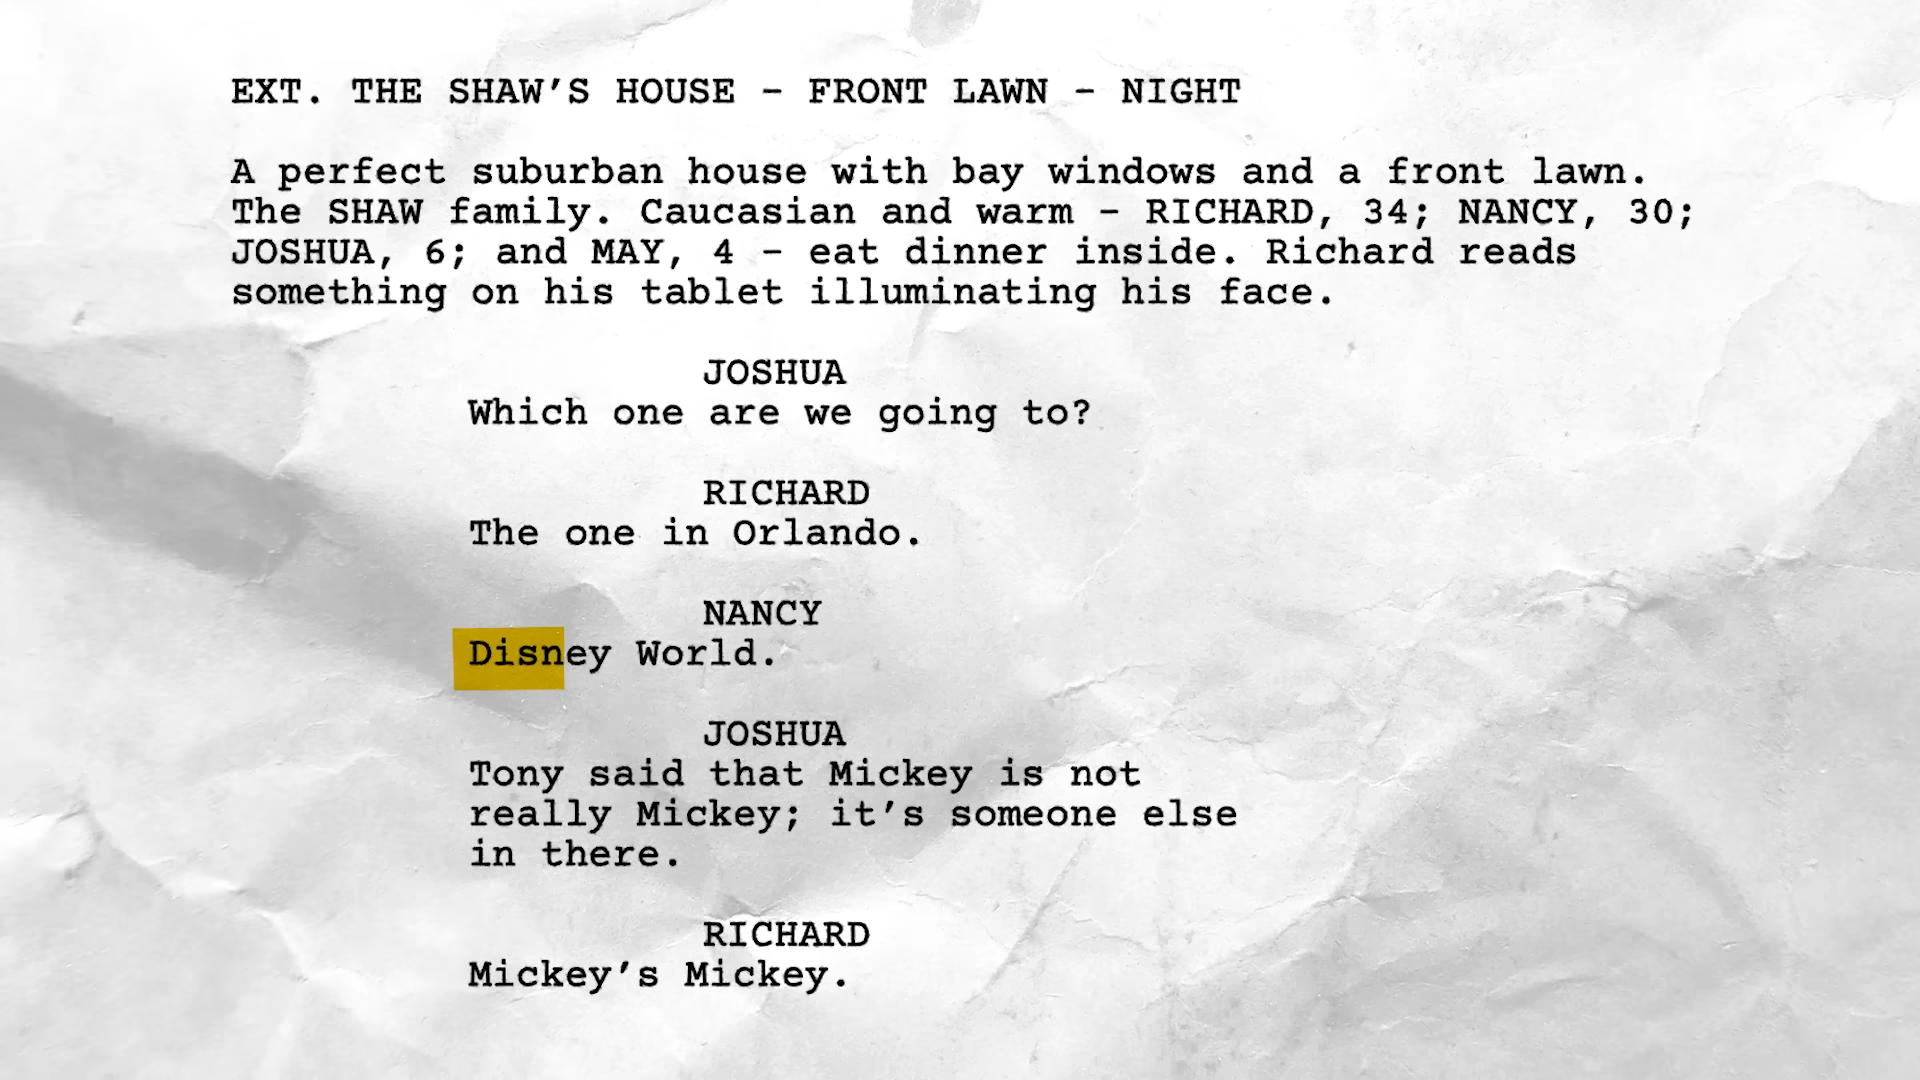 EXT. THE SHAW’S HOUSE – FRONT LAWN – NIGHT
A perfect suburban house with bay windows and a front lawn.
The SHAW family. Caucasian and warm – RICHARD, 34; NANCY, 30;
JOSHUA, 6; and MAY, 4 – eat dinner inside. Richard reads
something on his tablet illuminating his face.
JOSHUA
Which one are we going to?
RICHARD
The one in Orlando.
NANCY
Disney World.
JOSHUA
Tony said that Mickey is not
really Mickey; it’s someone else
in there.
RICHARD
Mickey’s Mickey.